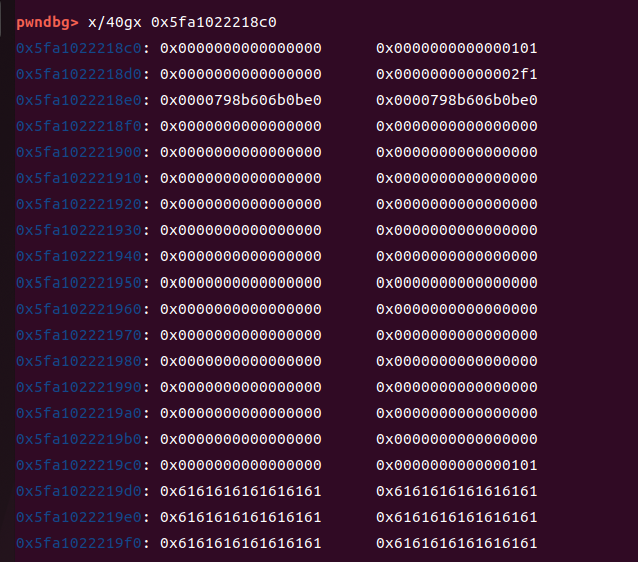 pwndbg> x/40gx 0x5fa1022218c0
0x5fa1022218c0: 0x0000000000000000 0x0000000000000101
0x5fa1022218d0: 0x0000000000000000 0x00000000000002f1
0x5fa1022218e0: 0x0000798b606b0be0 0x0000798b606b0be0
0x5fa1022218f0: 0x0000000000000000 0x0000000000000000
0x5fa102221900: 0x0000000000000000 0x0000000000000000
0x5fa102221910: 0x0000000000000000 0x0000000000000000
0x5fa102221920: 0x0000000000000000 0x0000000000000000
0x5fa102221930: 0x0000000000000000 0x0000000000000000
0x5fa102221940: 0x0000000000000000 0x0000000000000000
0x5fa102221950: 0x0000000000000000 0x0000000000000000
0x5fa102221960: 0x0000000000000000 0x0000000000000000
0x5fa102221970: 0x0000000000000000 0x0000000000000000
0x5fa102221980: 0x0000000000000000 0x0000000000000000
0x5fa102221990: 0x0000000000000000 0x0000000000000000
0x5fa1022219a0: 0x0000000000000000 0x0000000000000000
0x5fa1022219b0: 0x0000000000000000 0x0000000000000000
0x5fa1022219c0: 0x0000000000000000 0x0000000000000101
0x5fa1022219d0: 0x6161616161616161 0x6161616161616161
0x5fa1022219e0: 0x6161616161616161 0x6161616161616161
0x5fa1022219f0: 0x6161616161616161 0x6161616161616161